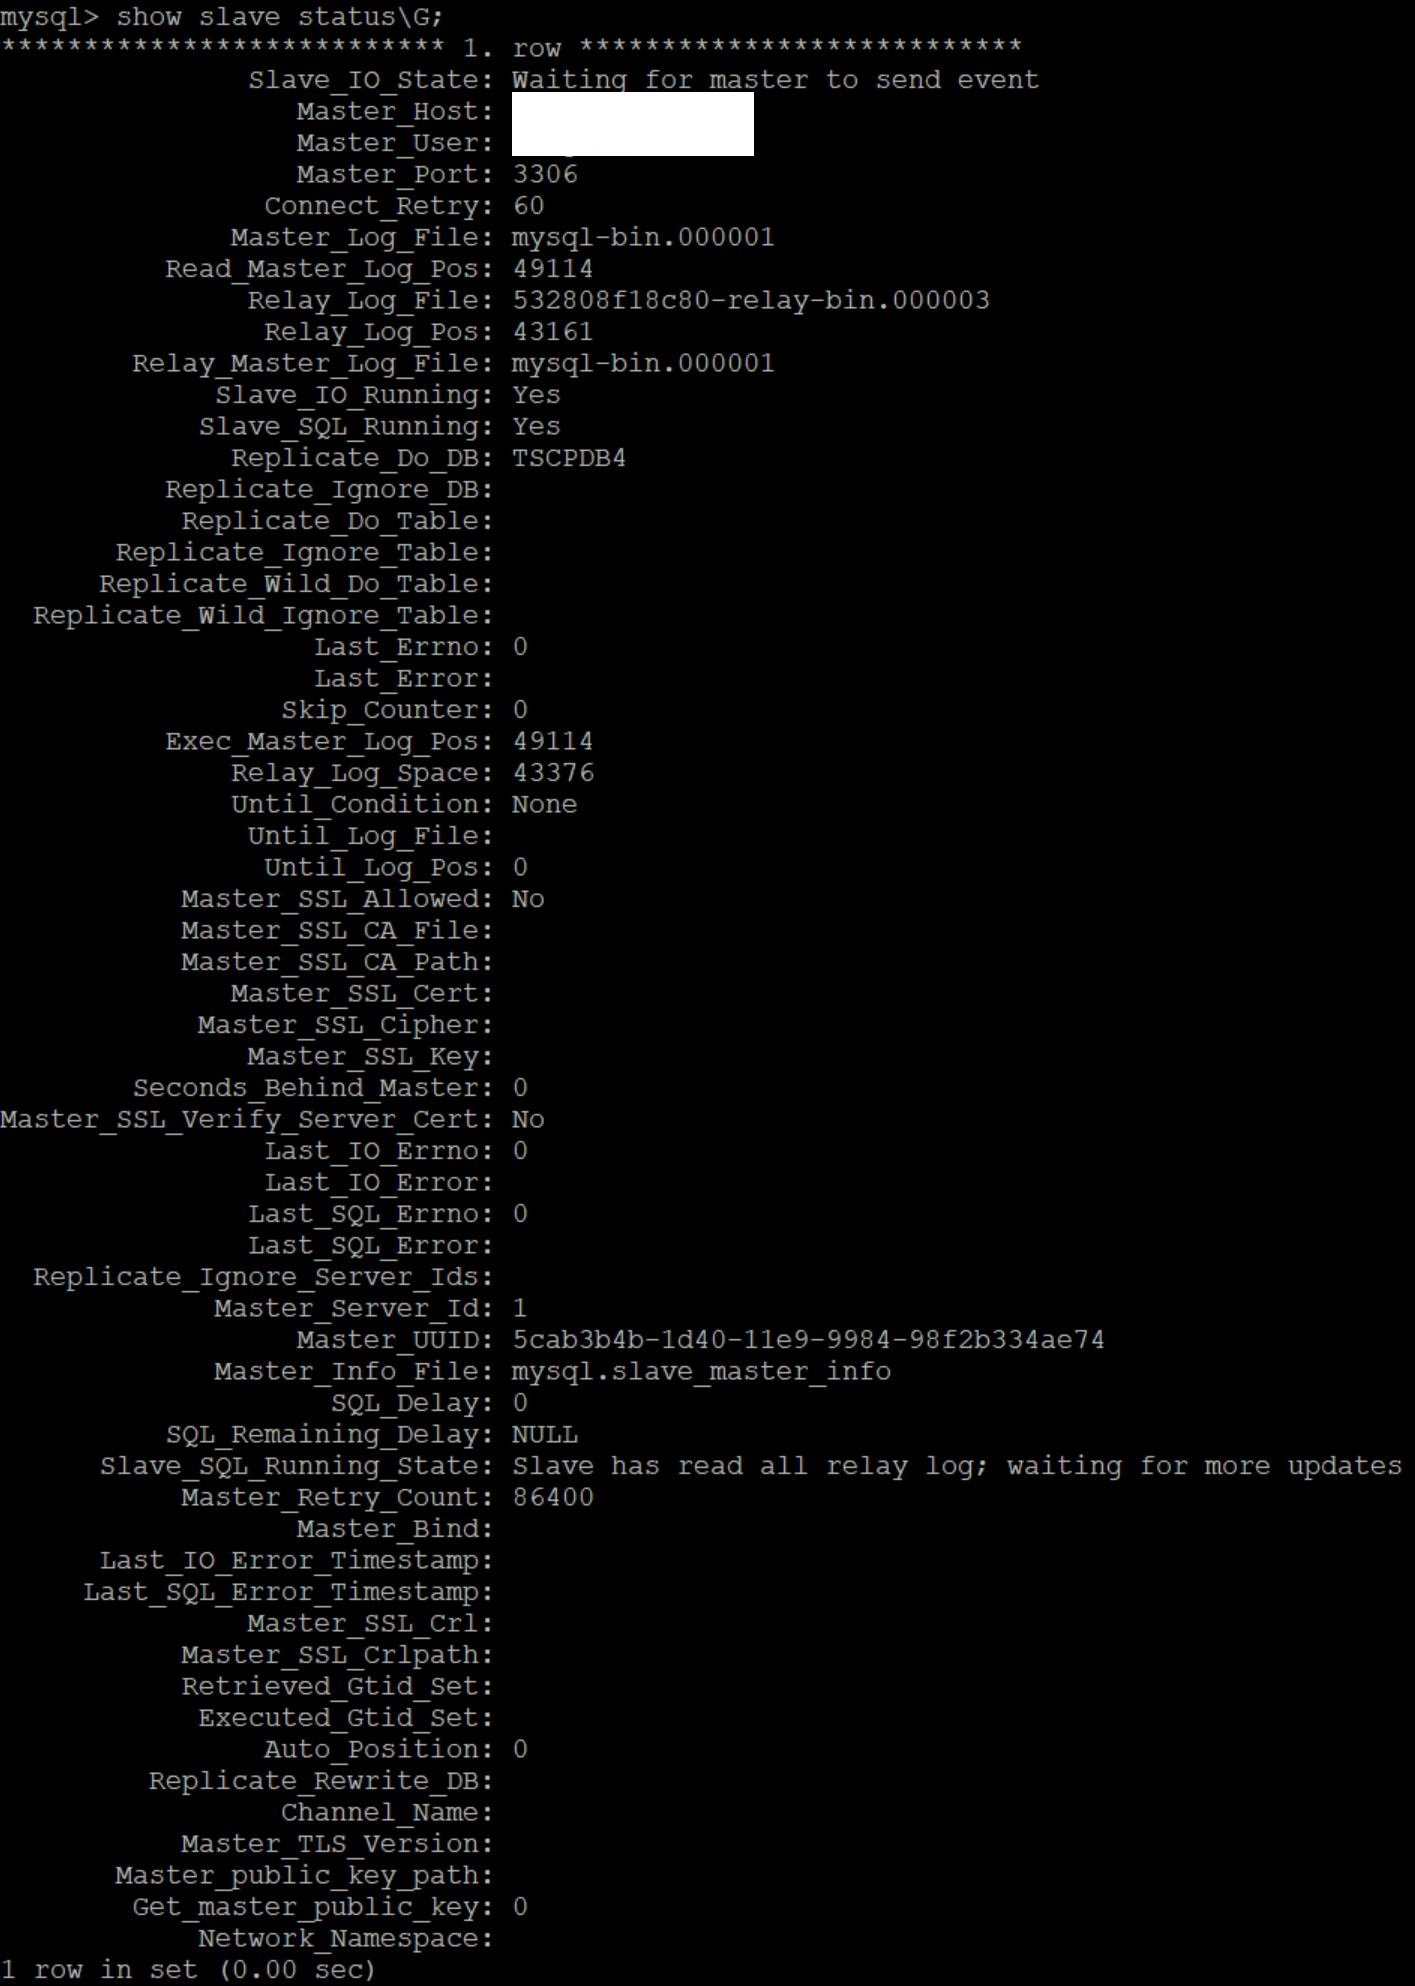 mysql> show slave status\G;
*************************** 1. row ***************************
Slave_IO_State: Waiting for master to send event
Master_Host:
Master_User:
Master_Port: 3306
Connect_Retry: 60
Master_Log_File: mysql-bin.000001
Read_Master_Log_Pos: 49114
Relay_Log_File: 532808f18c80-relay-bin.000003
Relay_Log_Pos: 43161
Relay_Master_Log_File: mysql-bin.000001
Slave_IO_Running: Yes
Slave_SQL_Running: Yes
Replicate_Do_DB: TSCPDB4
Replicate_Ignore_DB:
Replicate_Do_Table:
Replicate_Ignore_Table:
Replicate_Wild_Do_Table:
Replicate_Wild_Ignore_Table:
Last_Errno: 0
Last_Error:
Skip_Counter: 0
Exec_Master_Log_Pos: 49114
Relay_Log_Space: 43376
Until_Condition: None
Until_Log_File:
Until_Log_Pos: 0
Master_SSL_Allowed: No
Master_SSL_CA_File:
Master_SSL_CA_Path:
Master_SSL_Cert:
Master_SSL_Cipher:
Master_SSL_Key:
Seconds_Behind_Master: 0
Master_SSL_Verify_Server_Cert: No
Last_IO_Errno: 0
Last_IO_Error:
Last_SQL_Errno: 0
Last_SQL_Error:
Replicate_Ignore_Server_Ids:
Master_Server_Id: 1
Master_UUID: 5cab3b4b-1d40-11e9-9984-98f2b334ae74
Master_Info_File: mysql.slave_master_info
SQL_Delay: 0
SQL_Remaining_Delay: NULL
Slave_SQL_Running_State: Slave has read all relay log; waiting for more updates
Master_Retry_Count: 86400
Master_Bind:
Last_IO_Error_Timestamp:
Last_SQL_Error_Timestamp:
Master_SSL_Crl:
Master_SSL_Crlpath:
Retrieved_Gtid_Set:
Executed_Gtid_Set:
Auto_Position: 0
Replicate_Rewrite_DB:
Channel_Name:
Master_TLS_Version:
Master_public_key_path:
Get_master_public_key: 0
Network_Namespace:
1 row in set (0.00 sec)